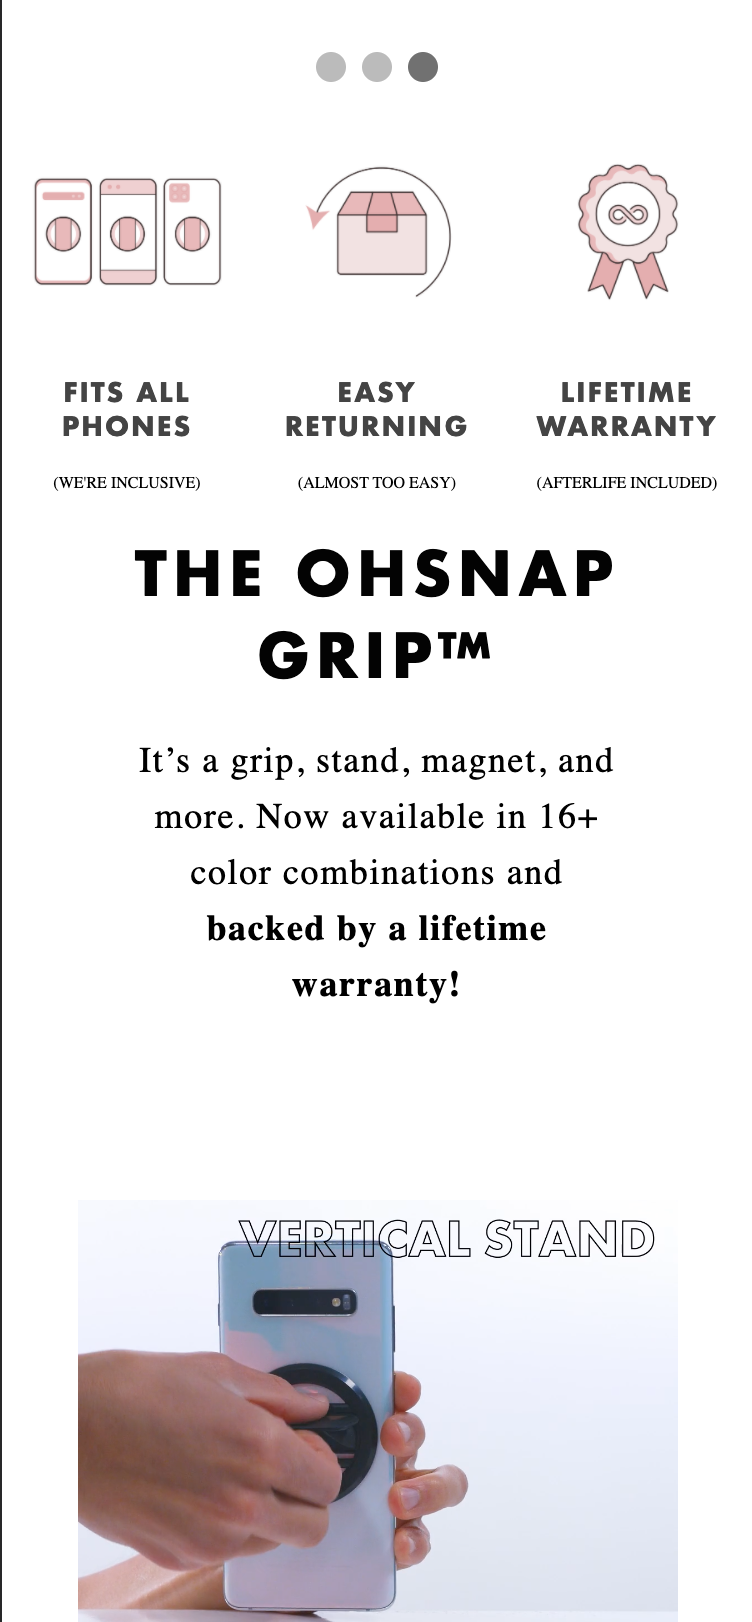 FITS ALL
PHONES
(WE'RE INCLUSIVE)
EASY
RETURNING
(ALMOST TOO EASY)
LIFETIME
WARRANTY
(AFTERLIFE INCLUDED)
THE OHSNAP
GRIP™
It’s a grip, stand, magnet, and
more. Now available in 16+
color combinations and
backed by a lifetime
warranty!
VERTICAL STAND